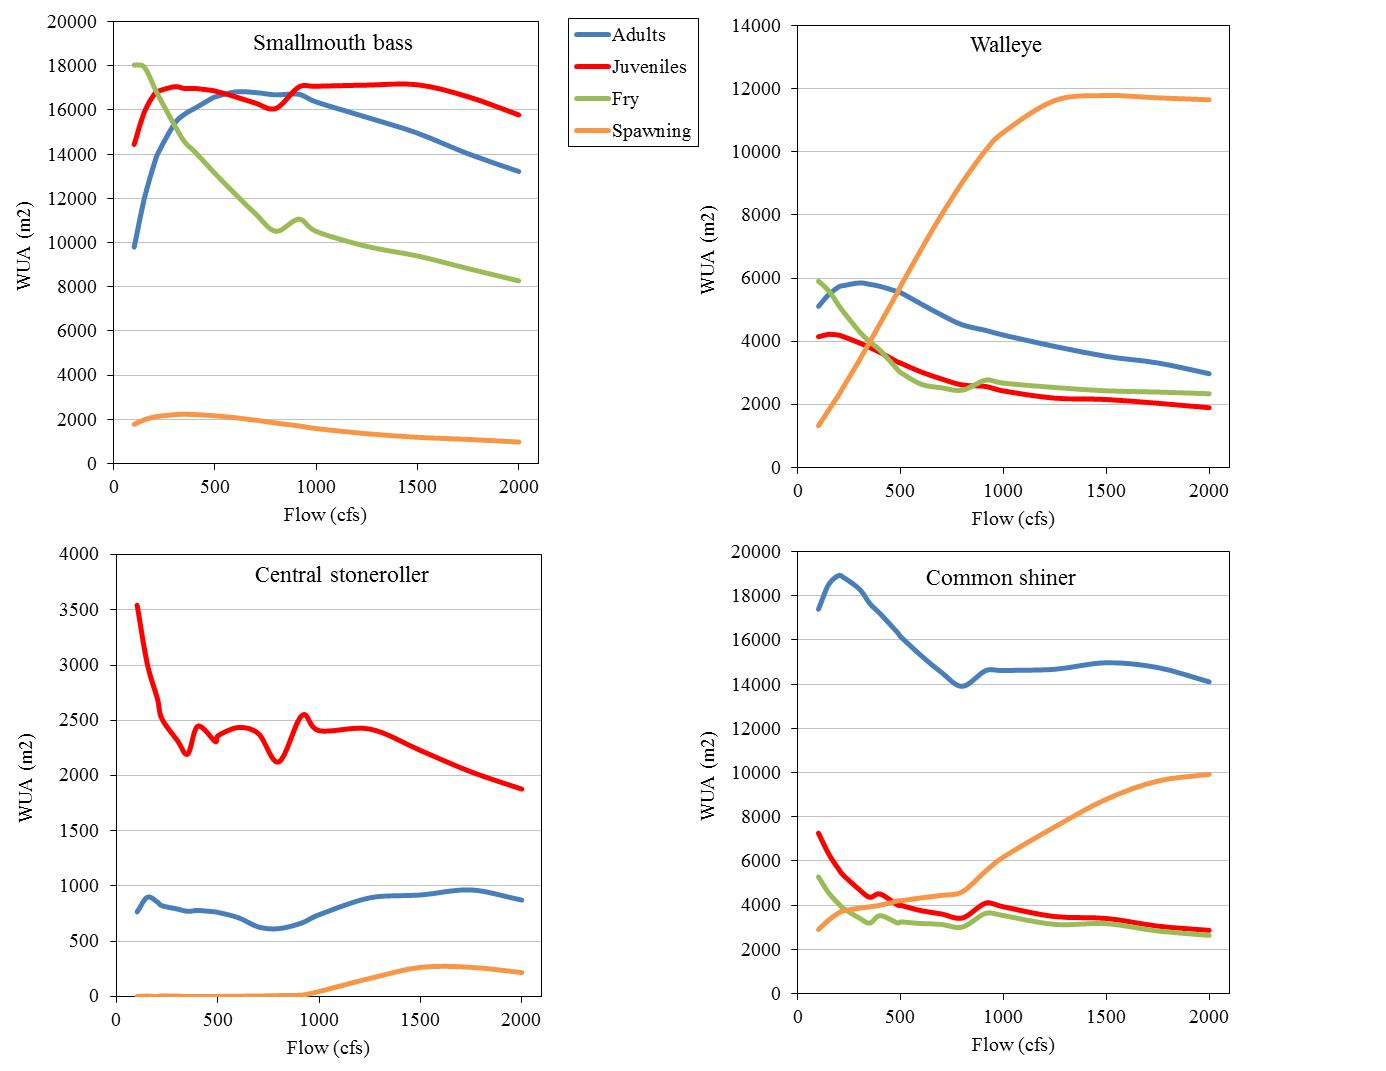 Smallmouth bass
20000
18000
16000
14000
12000
10000
8000
6000
4000
2000
0
WUA (m2)
0 500 1000 1500 2000
Flow (cfs)
Adults
Juveniles
Fry
Spawning
Walleye
14000
12000
10000
8000
6000
4000
2000
0
WUA (m2)
0 500 1000 1500 2000
Flow (cfs)
Central stoneroller
4000
3500
3000
2500
2000
1500
1000
500
0
WUA (m2)
0 500 1000 1500 2000
Flow (cfs)
Common shiner
20000
18000
16000
14000
12000
10000
8000
6000
4000
2000
0
WUA (m2)
0 500 1000 1500 2000
Flow (cfs)